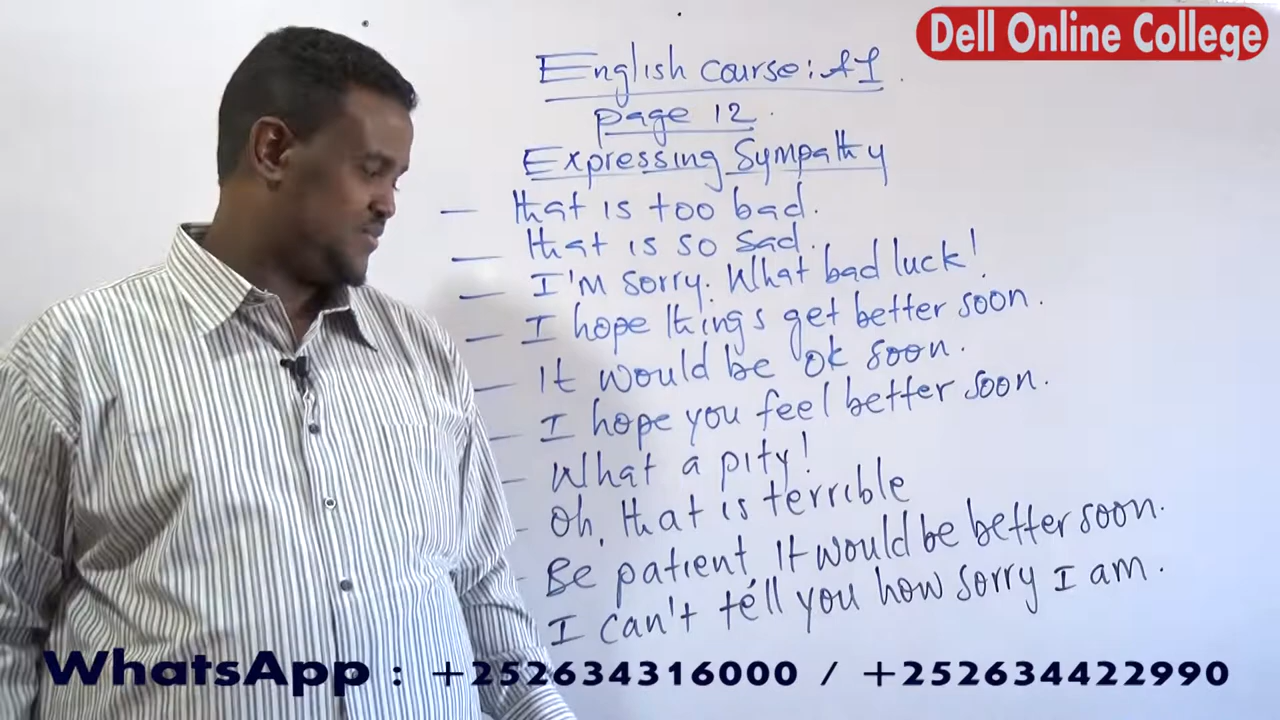 Dell Online College
English course: A1.
page 12.
Expressing Sympathy
— that is too bad.
— that is so sad.
— I'm sorry. What bad luck!
— I hope things get better soon.
— It would be ok soon.
— I hope you feel better soon.
— What a pity!
- Oh, that is terrible
- Be patient, It would be better soon.
I can't tell you how sorry I am.
WhatsApp : +252634316000 / +252634422990